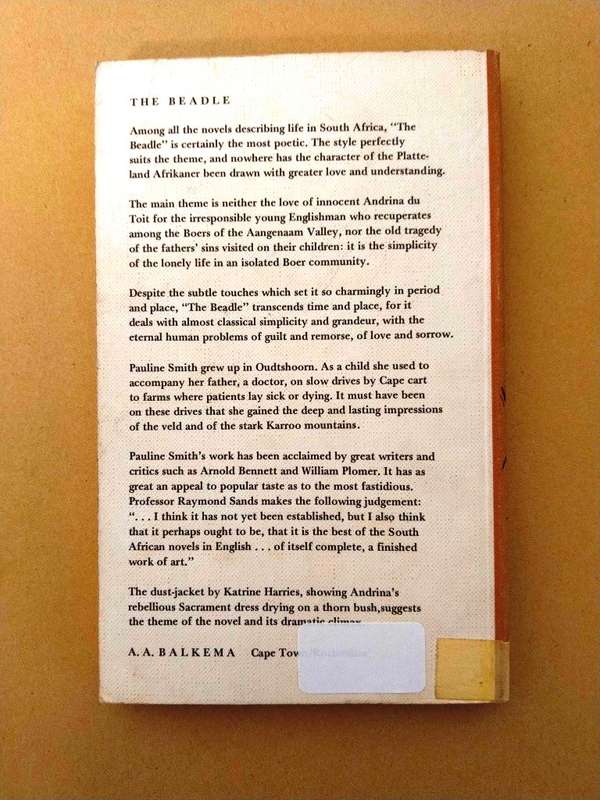 THE BEADLE
Among all the novels describing life in South Africa, “The
Beadle” is certainly the most poetic. The style perfectly
suits the theme, and nowhere has the character of the Platte-
land Afrikaner been drawn with greater love and understanding.
The main theme is neither the love of innocent Andrina du
Toit for the irresponsible young Englishman who recuperates
among the Boers of the Aangenaam Valley, nor the old tragedy
of the fathers’ sins visited on their children: it is the simplicity
of the lonely life in an isolated Boer community.
Despite the subtle touches which set it so charmingly in period
and place, “The Beadle” transcends time and place, for it
deals with almost classical simplicity and grandeur, with the
eternal human problems of guilt and remorse, of love and sorrow.
Pauline Smith grew up in Oudtshoorn. As a child she used to
accompany her father, a doctor, on slow drives by Cape cart
to farms where patients lay sick or dying. It must have been
on these drives that she gained the deep and lasting impressions
of the veld and of the stark Karroo mountains.
Pauline Smith’s work has been acclaimed by great writers and
critics such as Arnold Bennett and William Plomer. It has as
great an appeal to popular taste as to the most fastidious.
Professor Raymond Sands makes the following judgement:
“. . . I think it has not yet been established, but I also think
that it perhaps ought to be, that it is the best of the South
African novels in English . . . of itself complete, a finished
work of art.”
The dust-jacket by Katrine Harries, showing Andrina’s
rebellious Sacrament dress drying on a thorn bush,suggests
the theme of the novel and its dramatic climax
A. A. BALKEMA Cape Town